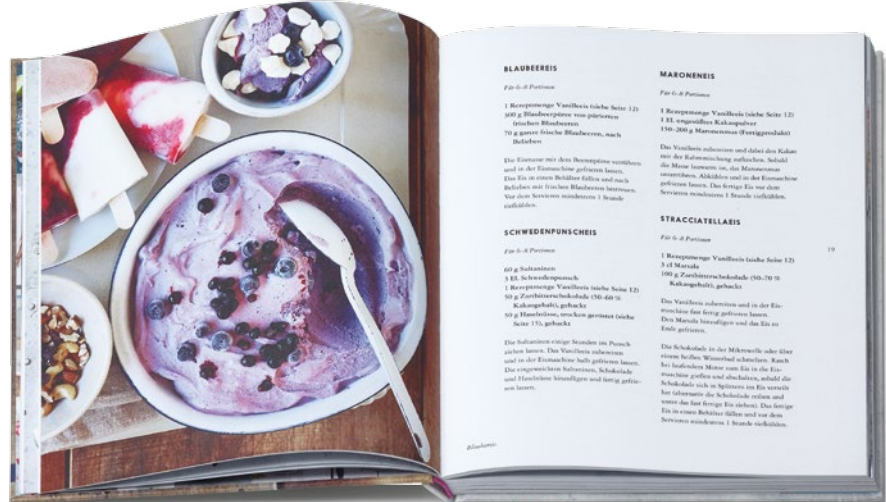 BLAUBEEREIS
Für 6–8 Portionen
1 Rezeptmenge Vanilleeis (siehe Seite 12)
300 g Blaubeerpüree von pürierten
frischen Blaubeeren
70 g ganze frische Blaubeeren, nach
Belieben
Die Eismasse mit dem Beerenpüree verrühren
und in der Eismaschine gefrieren lassen.
Das Eis in einen Behälter füllen und nach
Belieben mit frischen Blaubeeren bestreuen.
Vor dem Servieren mindestens 1 Stunde
tiefkühlen.
SCHWEDENPUNSCHEIS
Für 6–8 Portionen
60 g Sultaninen
3 EL Schwedenpunsch
1 Rezeptmenge Vanilleeis (siehe Seite 12)
50 g Zartbitterschokolade (50–60 %
Kakaogehalt), gehackt
50 g Haselnüsse, trocken geröstet (siehe
Seite 15), gehackt
Die Sultaninen einige Stunden im Punsch
ziehen lassen. Das Vanilleeis zubereiten
und in der Eismaschine halb gefrieren lassen.
Die eingeweichten Sultaninen, Schokolade
und Haselnüsse hinzufügen und fertig gefrie-
ren lassen.
Blaubeereis
MARONENEIS
Für 6–8 Portionen
1 Rezeptmenge Vanilleeis (siehe Seite 12)
1 EL ungesüßtes Kakaopulver
150–200 g Maronenmus (Fertigprodukt)
Das Vanilleeis zubereiten und dabei den Kakao
mit der Sahnemischung aufkochen. Sobald
die Masse lauwarm ist, das Maronenmus
unterrühren. Abkühlen und in der Eismaschine
gefrieren lassen. Das fertige Eis vor dem
Servieren mindestens 1 Stunde tiefkühlen.
STRACCIATELLAEIS
Für 6–8 Portionen
1 Rezeptmenge Vanilleeis (siehe Seite 12)
3 cl Marsala
100 g Zartbitterschokolade (50–70 %
Kakaogehalt), gehackt
Das Vanilleeis zubereiten und in der Eis-
maschine fast fertig gefrieren lassen.
Den Marsala hinzufügen und das Eis zu
Ende gefrieren.
Die Schokolade in der Mikrowelle oder über
einem heißen Wasserbad schmelzen. Rasch
bei laufendem Motor zum Eis in die Eis-
maschine gießen und abschalten, sobald die
Schokolade sich in Splittern im Eis verteilt
hat (alternativ die Schokolade reiben und
unter das fast fertige Eis ziehen). Das fertige
Eis in einen Behälter füllen und vor dem
Servieren mindestens 1 Stunde tiefkühlen.
19